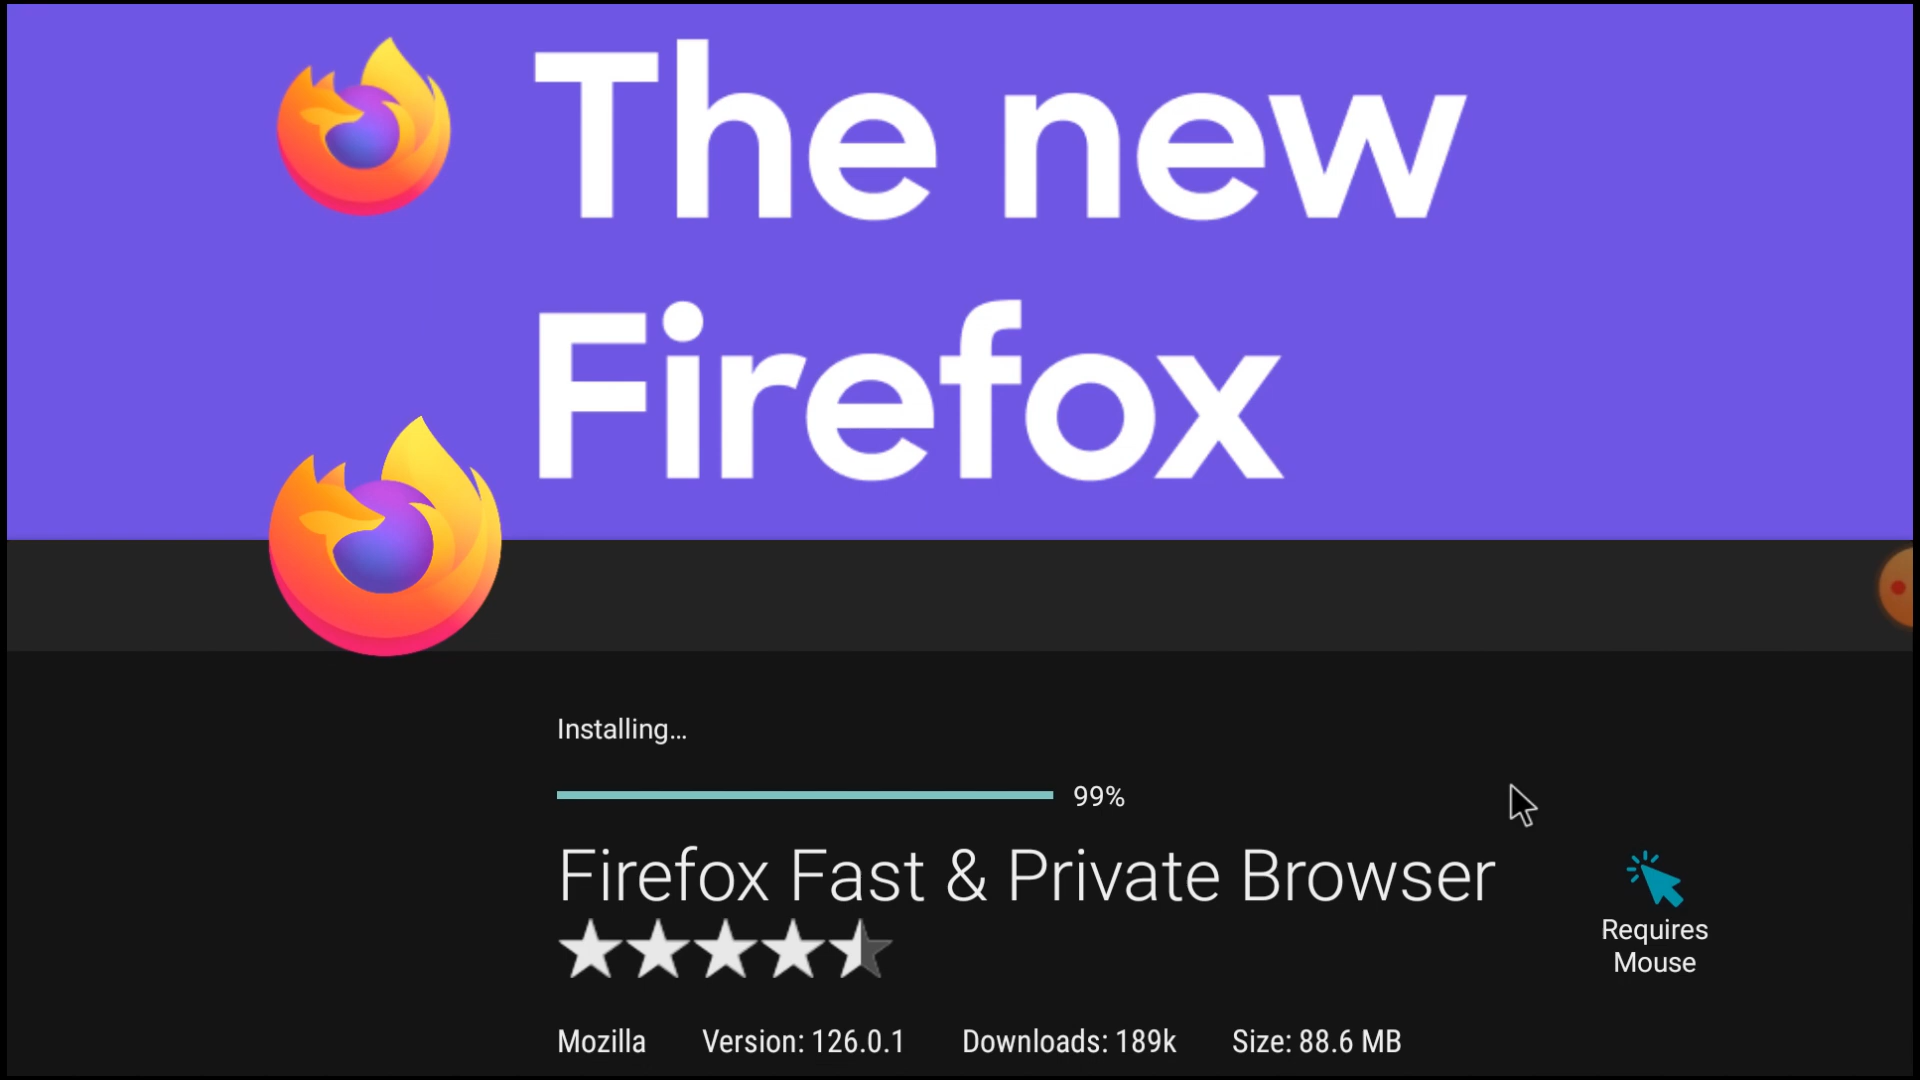 The new
Firefox
Installing...
99%
Firefox Fast & Private Browser
Requires
Mouse
Mozilla Version: 126.0.1 Downloads: 189k Size: 88.6 MB